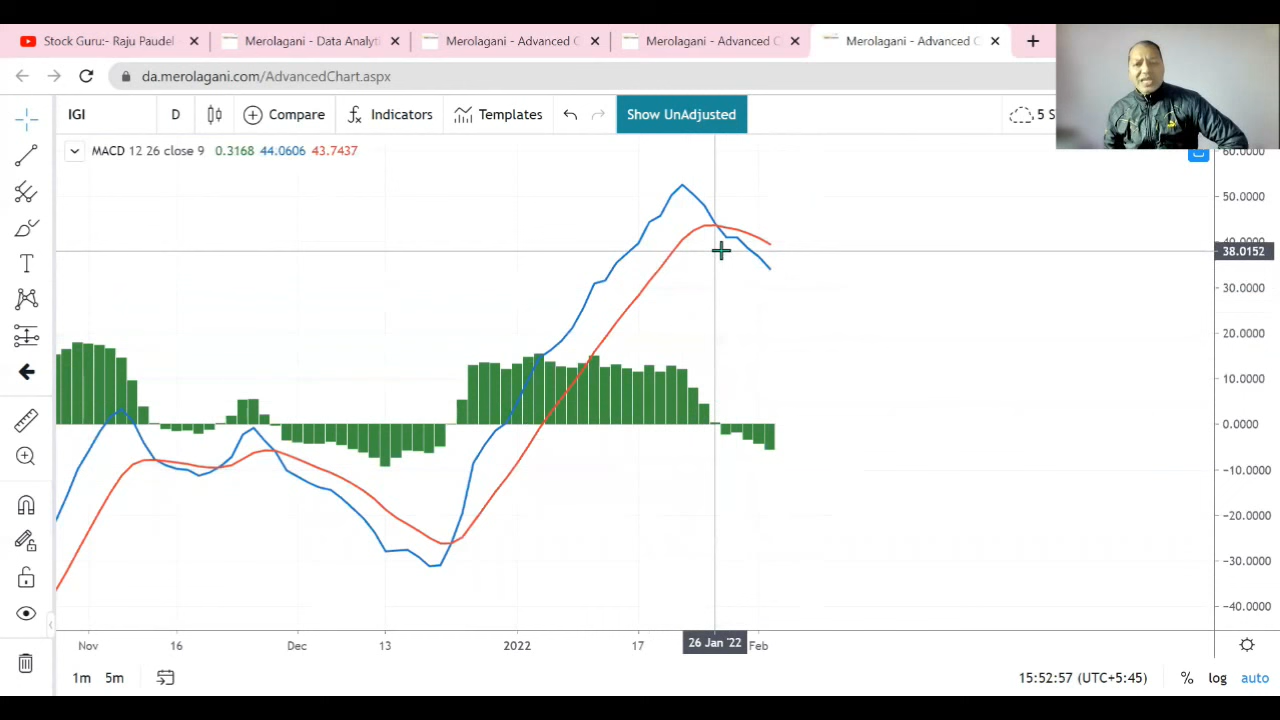 Stock Guru:- Raju Paudel
Merolagani - Data Analyti
Merolagani - Advanced C
Merolagani - Advanced C
Merolagani - Advanced C
da.merolagani.com/AdvancedChart.aspx
IGI
D
Compare
Indicators
Templates
Show UnAdjusted
5 S
MACD 12 26 close 9 0.3168 44.0606 43.7437
60.0000
50.0000
40.0000
38.0152
30.0000
20.0000
10.0000
0.0000
−10.0000
−20.0000
−30.0000
−40.0000
Nov 16 Dec 13 2022 17 26 Jan '22 Feb
1m 5m
15:52:57 (UTC+5:45) % log auto